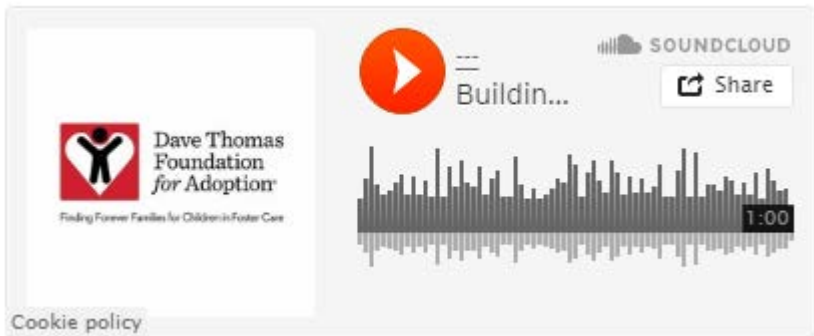 Dave Thomas
Foundation
for Adoption
Finding Forever Families for Children in Foster Care
---
Buildin...
SOUNDCLOUD
Share
1:00
Cookie policy